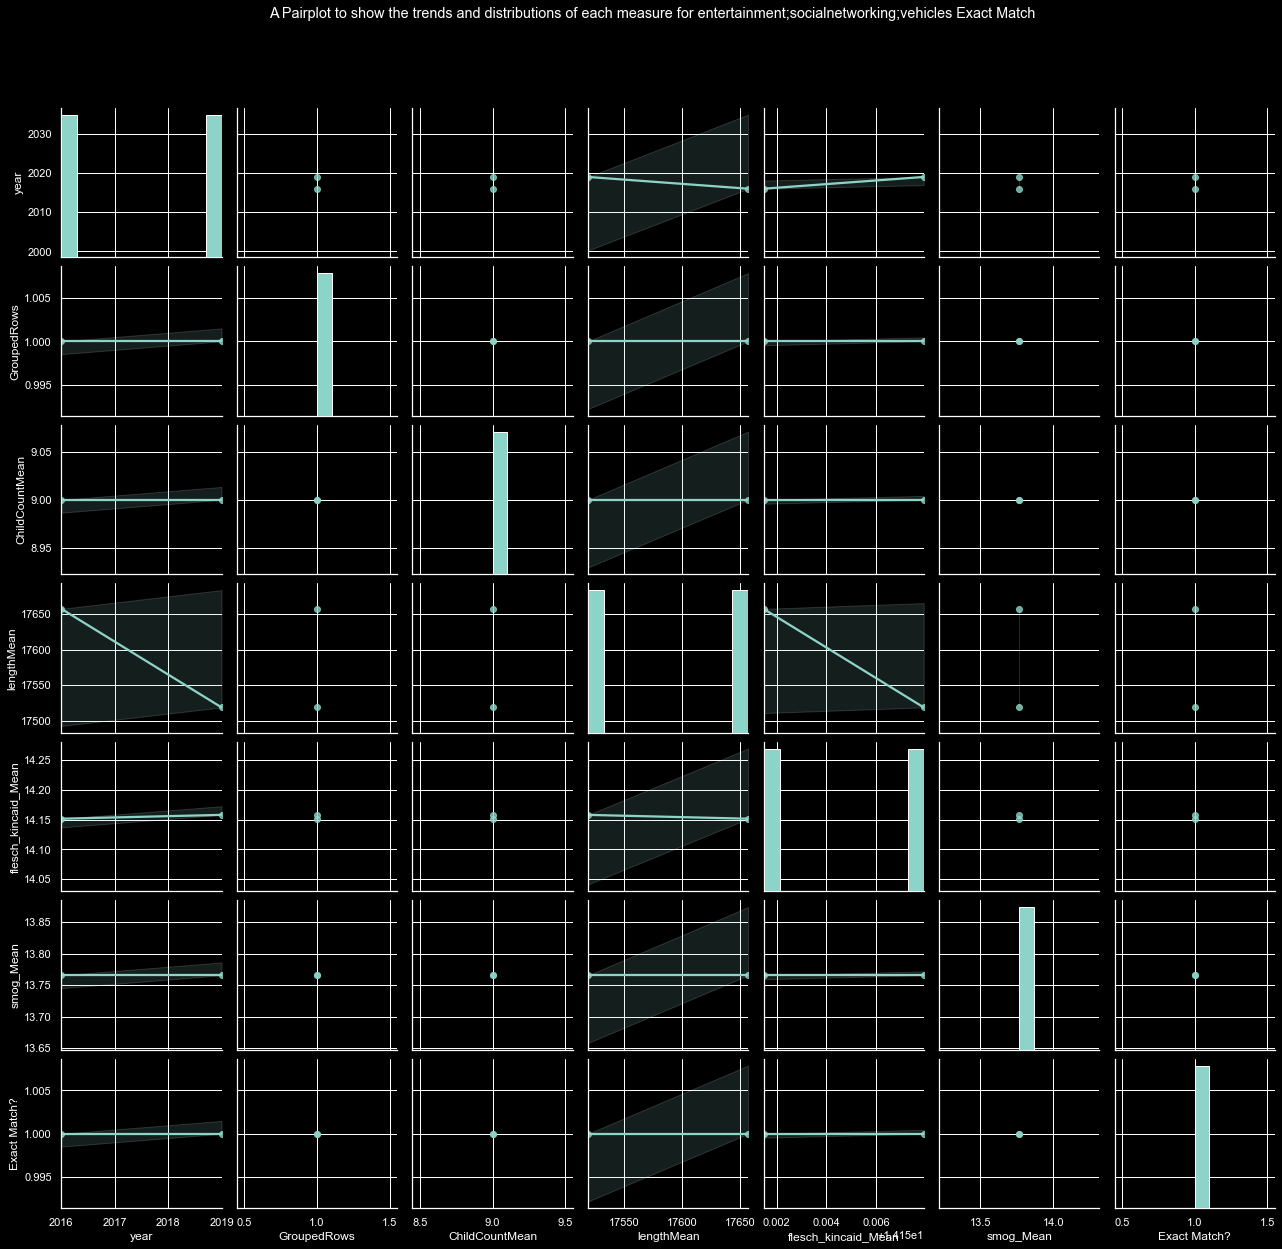 A Pairplot to show the trends and distributions of each measure for entertainment;socialnetworking;vehicles Exact Match
2030
2020
2010
2000
year
1.005
1.000
0.995
GroupedRows
9.05
9.00
8.95
ChildCountMean
17650
17600
17550
17500
lengthMean
14.25
14.20
14.15
14.10
14.05
flesch_kincaid_Mean
13.85
13.80
13.75
13.70
13.65
smog_Mean
1.005
1.000
0.995
Exact Match?
2016 2017 2018 2019 0.5 1.0 1.5 8.5 9.0 9.5 17550 17600 17650 0.002 0.004 0.006 13.5 14.0 0.5 1.0 1.5
+1.415e1
year GroupedRows ChildCountMean lengthMean flesch_kincaid_Mean smog_Mean Exact Match?